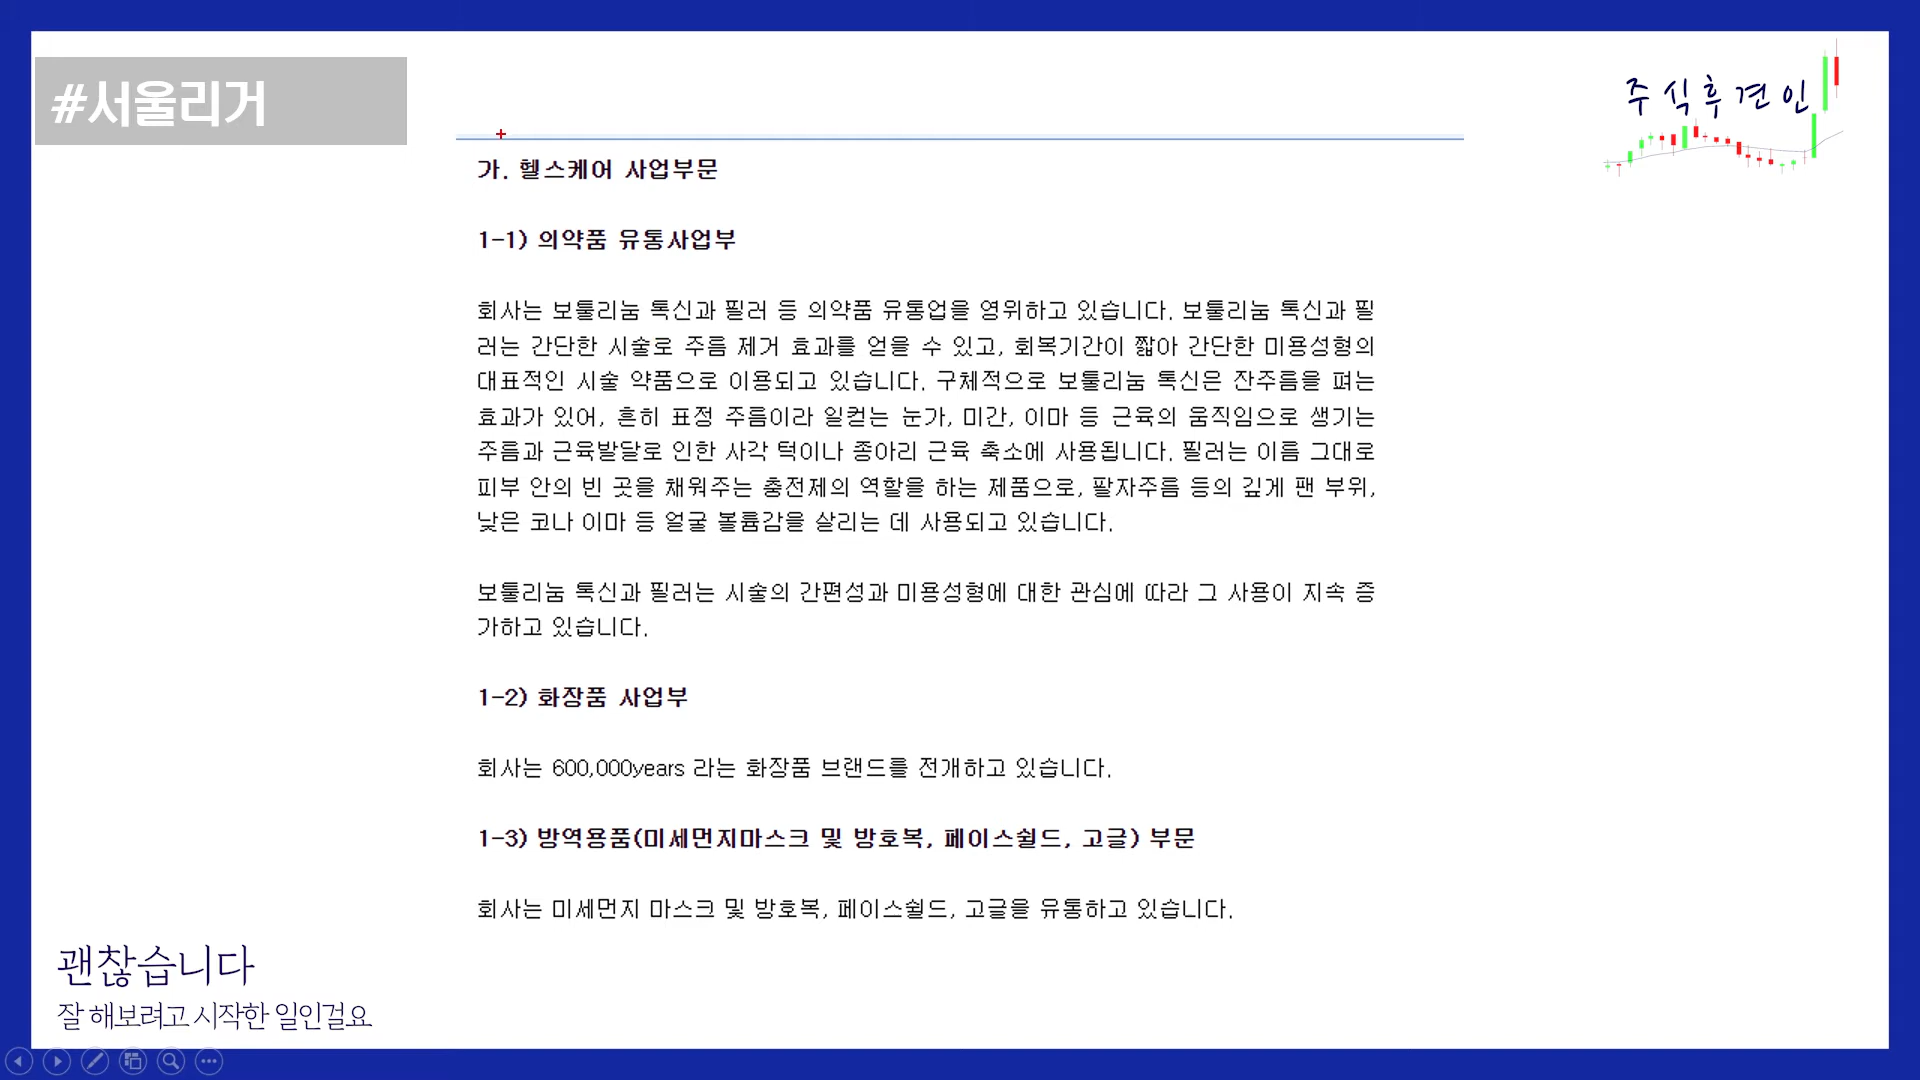 #서울리거
주식후견인
가. 헬스케어 사업부문
1-1) 의약품 유통사업부
회사는 보툴리눔 톡신과 필러 등 의약품 유통업을 영위하고 있습니다. 보툴리눔 톡신과 필
러는 간단한 시술로 주름 제거 효과를 얻을 수 있고, 회복기간이 짧아 간단한 미용성형의
대표적인 시술 약품으로 이용되고 있습니다. 구체적으로 보툴리눔 톡신은 잔주름을 펴는
효과가 있어, 흔히 표정 주름이라 일컫는 눈가, 미간, 이마 등 근육의 움직임으로 생기는
주름과 근육발달로 인한 사각 턱이나 종아리 근육 축소에 사용됩니다. 필러는 이름 그대로
피부 안의 빈 곳을 채워주는 충전제의 역할을 하는 제품으로, 팔자주름 등의 깊게 팬 부위,
낮은 코나 이마 등 얼굴 볼륨감을 살리는 데 사용되고 있습니다.
보툴리눔 톡신과 필러는 시술의 간편성과 미용성형에 대한 관심에 따라 그 사용이 지속 증
가하고 있습니다.
1-2) 화장품 사업부
회사는 600,000years 라는 화장품 브랜드를 전개하고 있습니다.
1-3) 방역용품(미세먼지마스크 및 방호복, 페이스쉴드, 고글) 부문
회사는 미세먼지 마스크 및 방호복, 페이스쉴드, 고글을 유통하고 있습니다.
괜찮습니다
잘 해보려고 시작한 일인걸요